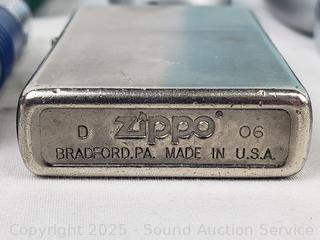 D Zippo® 06
BRADFORD,PA. MADE IN U.S.A.
Copyright 2025 - Sound Auction Service